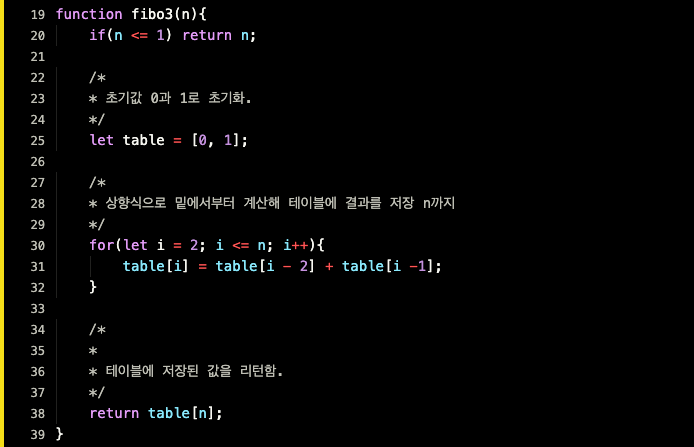 19 function fibo3(n){
20     if(n <= 1) return n;
21
22     /*
23     * 초기값 0과 1로 초기화.
24     */
25     let table = [0, 1];
26
27     /*
28     * 상향식으로 밑에서부터 계산해 테이블에 결과를 저장 n까지
29     */
30     for(let i = 2; i <= n; i++){
31         table[i] = table[i - 2] + table[i -1];
32     }
33
34     /*
35     *
36     * 테이블에 저장된 값을 리턴함.
37     */
38     return table[n];
39 }